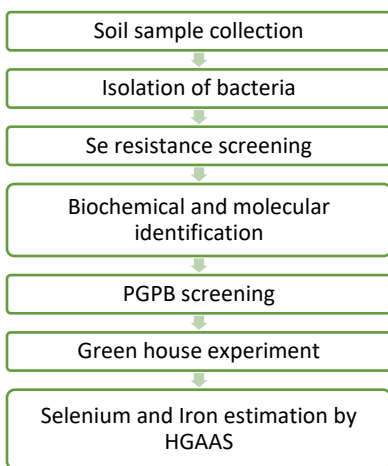 Soil sample collection
Isolation of bacteria
Se resistance screening
Biochemical and molecular
identification
PGPB screening
Green house experiment
Selenium and Iron estimation by
HGAAS